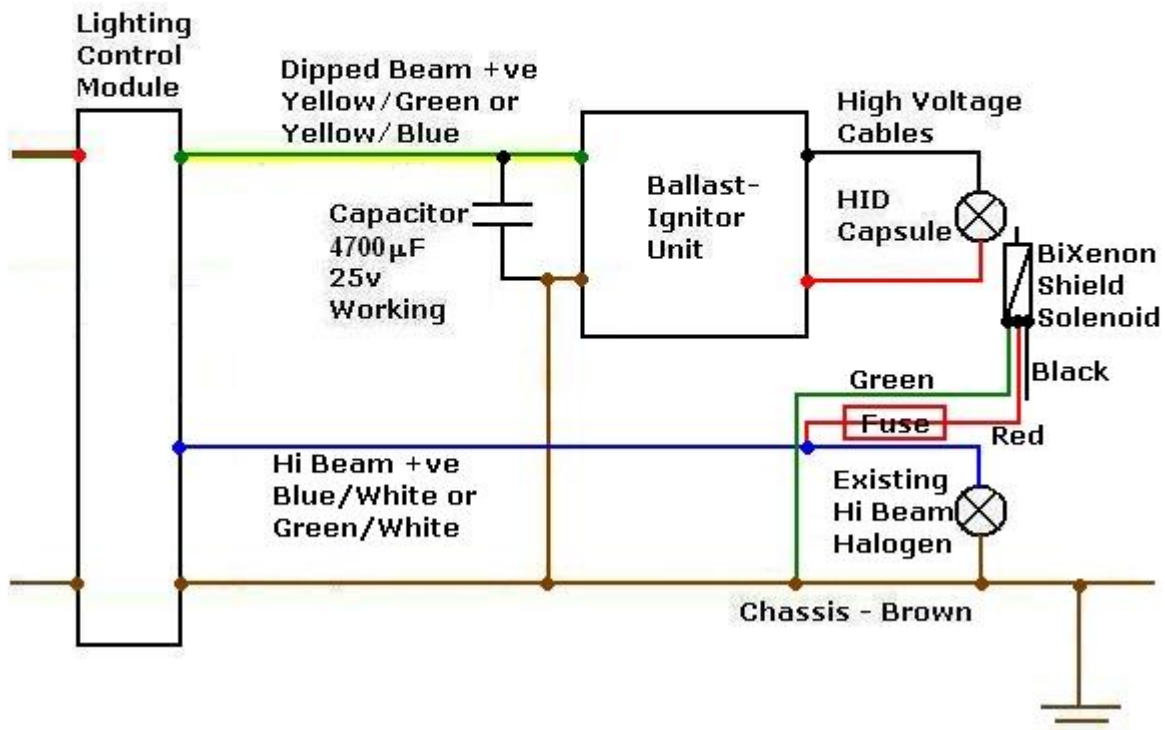 Lighting
Control
Module
Dipped Beam +ve
Yellow/Green or
Yellow/Blue
High Voltage
Cables
Ballast-
Ignitor
Unit
HID
Capsule
Capacitor
4700µF
25v
Working
BiXenon
Shield
Solenoid
Black
Green
Fuse
Red
Hi Beam +ve
Blue/White or
Green/White
Existing
Hi Beam
Halogen
Chassis - Brown